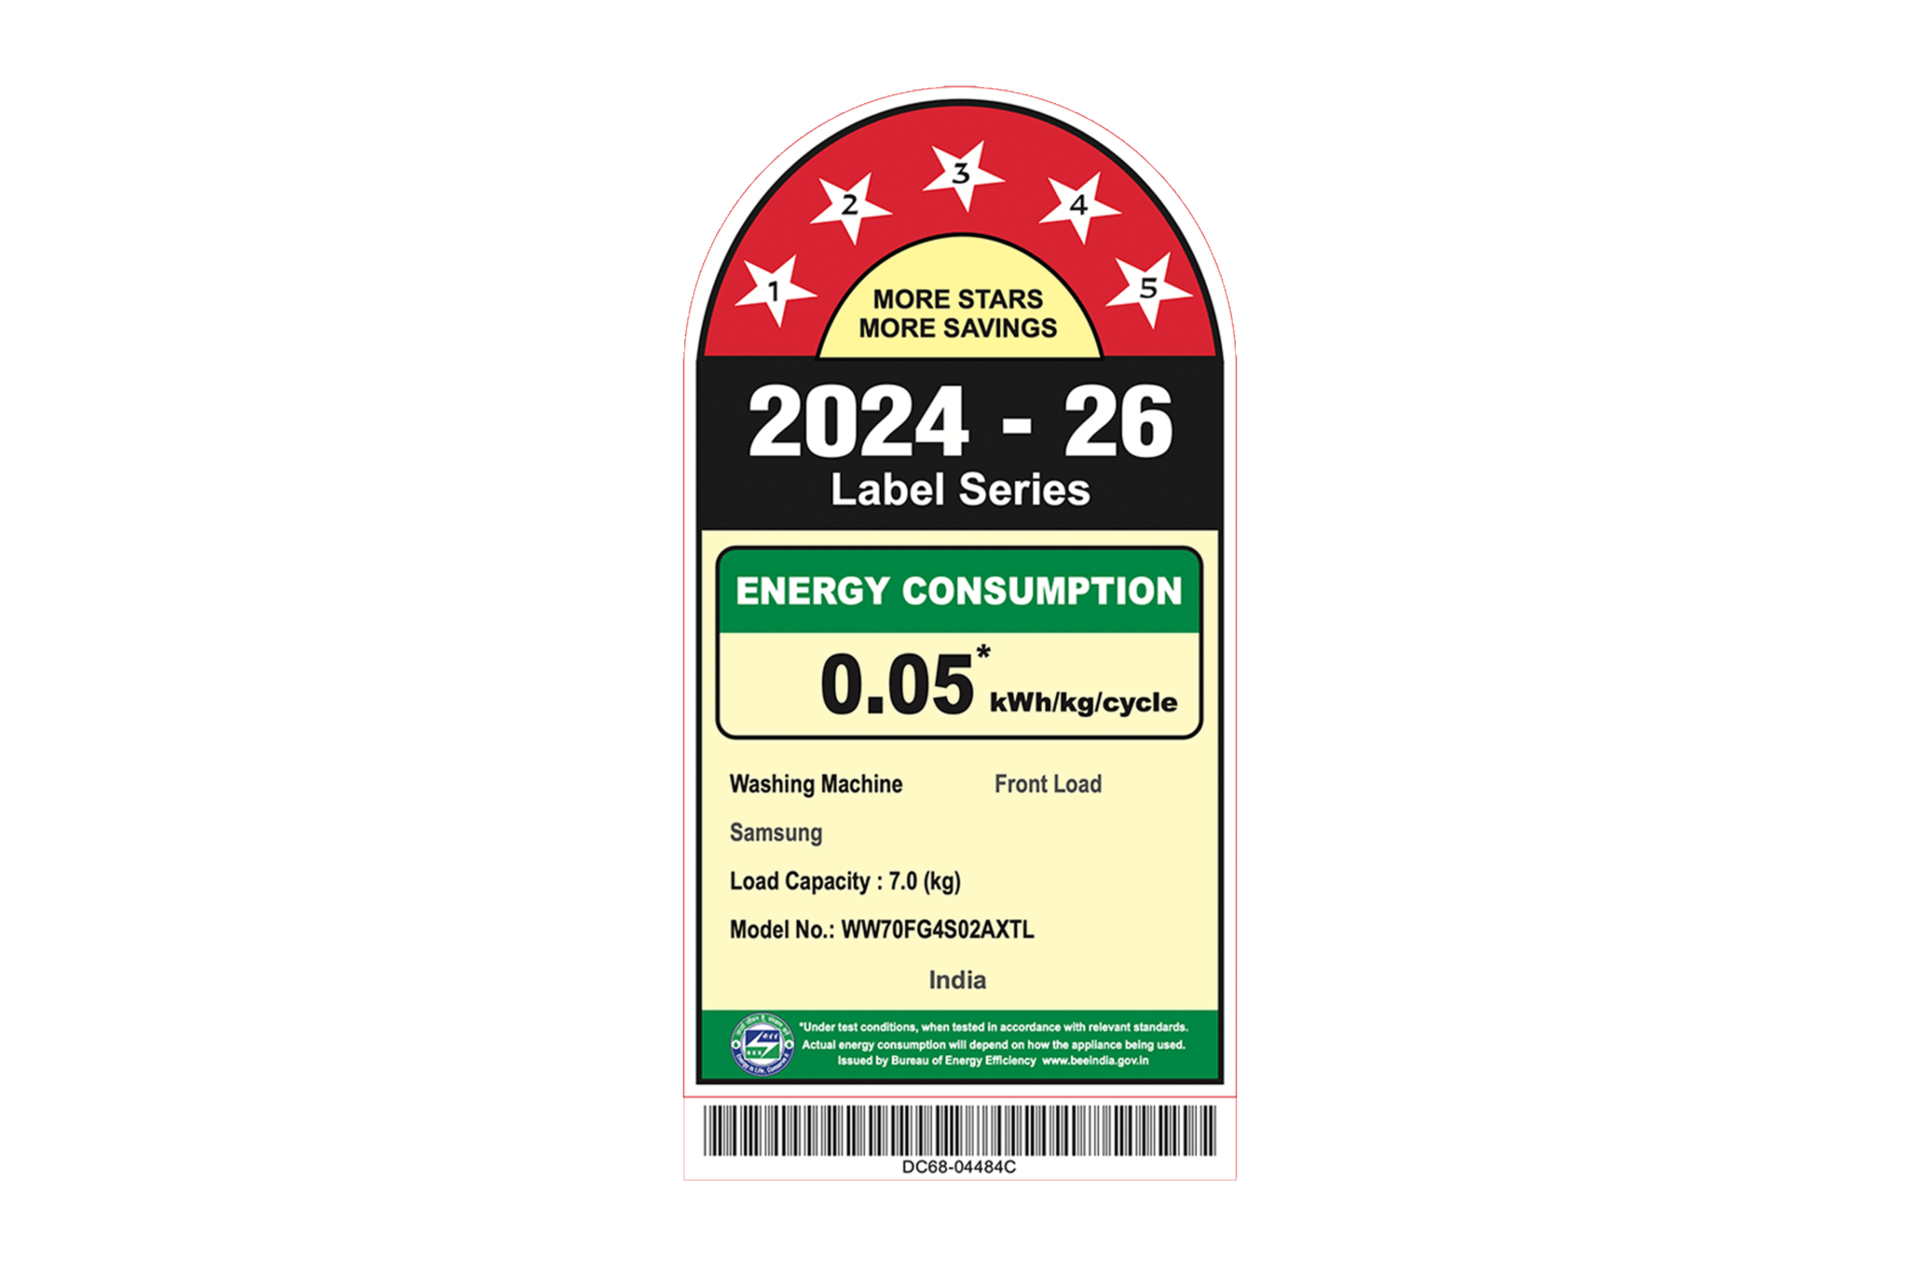 1
2
3
4
5
MORE STARS
MORE SAVINGS
2024 - 26
Label Series
ENERGY CONSUMPTION
0.05* kWh/kg/cycle
Washing Machine Front Load
Samsung
Load Capacity : 7.0 (kg)
Model No.: WW70FG4S02AXTL
India
*Under test conditions, when tested in accordance with relevant standards.
Actual energy consumption will depend on how the appliance being used.
Issued by Bureau of Energy Efficiency www.beeindia.gov.in
DC68-04484C